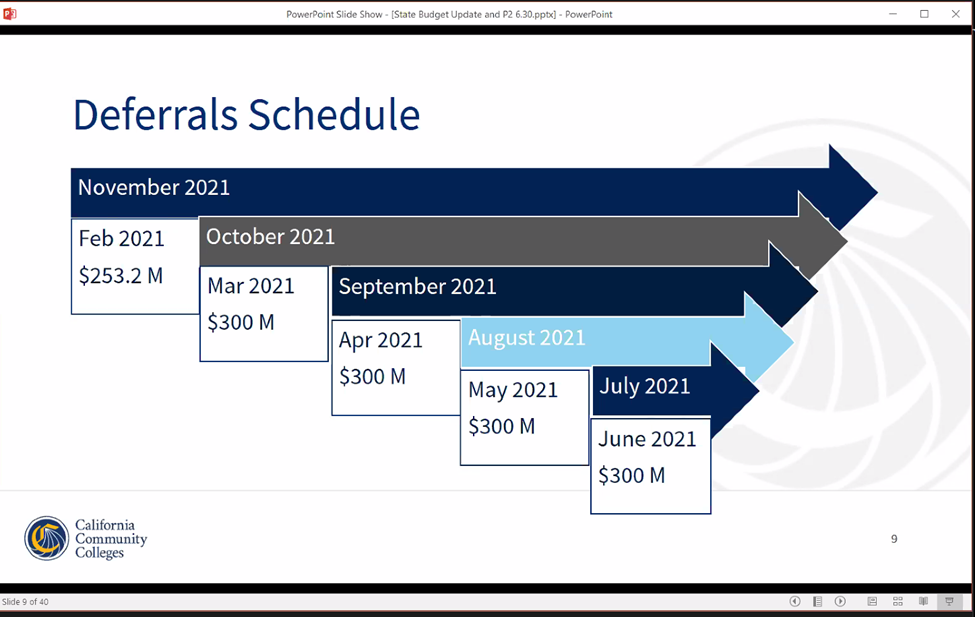 PowerPoint Slide Show - [State Budget Update and P2 6.30.pptx] - PowerPoint
Deferrals Schedule
November 2021
Feb 2021
$253.2 M
October 2021
Mar 2021
$300 M
September 2021
Apr 2021
$300 M
August 2021
May 2021
$300 M
July 2021
June 2021
$300 M
California
Community
Colleges
9
Slide 9 of 40